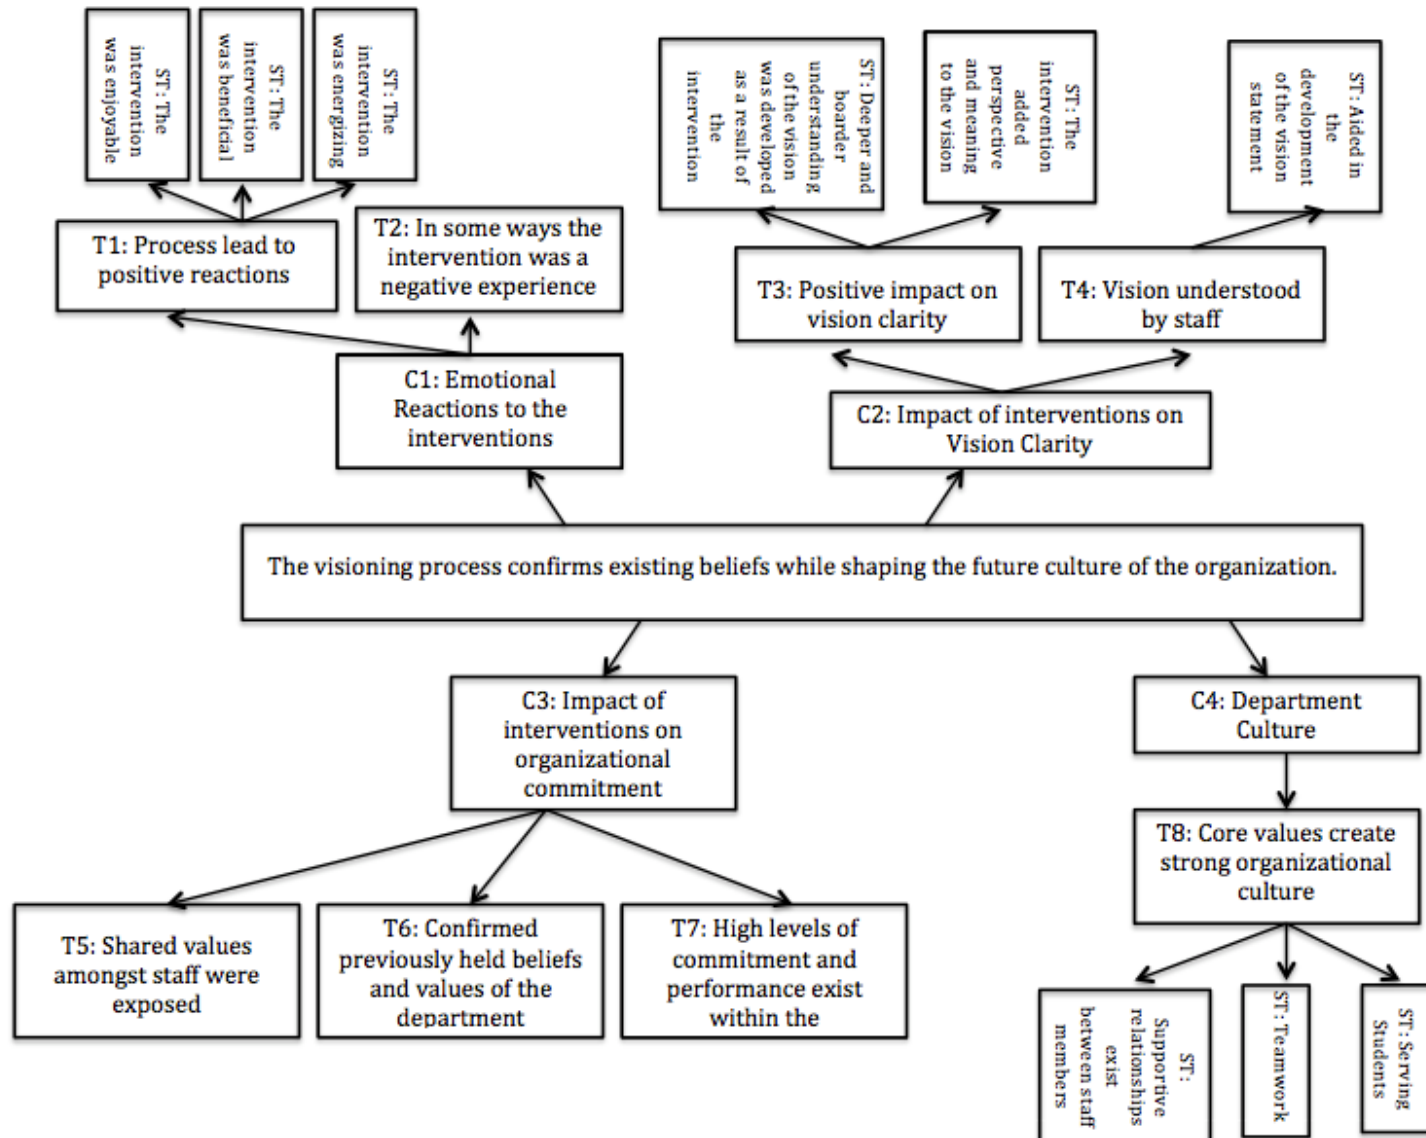 ST: The
intervention
was enjoyable
ST: The
intervention
was beneficial
ST: The
intervention
was energizing
ST: Deeper and
boarder
understanding
of the vision
was developed
as a result of
the
intervention
ST: The
intervention
added
perspective
and meaning
to the vision
ST: Aided in
the
development
of the vision
statement
T1: Process lead to
positive reactions
T2: In some ways the
intervention was a
negative experience
T3: Positive impact on
vision clarity
T4: Vision understood
by staff
C1: Emotional
Reactions to the
interventions
C2: Impact of interventions on
Vision Clarity
The visioning process confirms existing beliefs while shaping the future culture of the organization.
C3: Impact of
interventions on
organizational
commitment
C4: Department
Culture
T8: Core values create
strong organizational
culture
T5: Shared values
amongst staff were
exposed
T6: Confirmed
previously held beliefs
and values of the
department
T7: High levels of
commitment and
performance exist
within the
ST:
Supportive
relationships
exist
between staff
members
ST: Teamwork
ST: Serving
Students